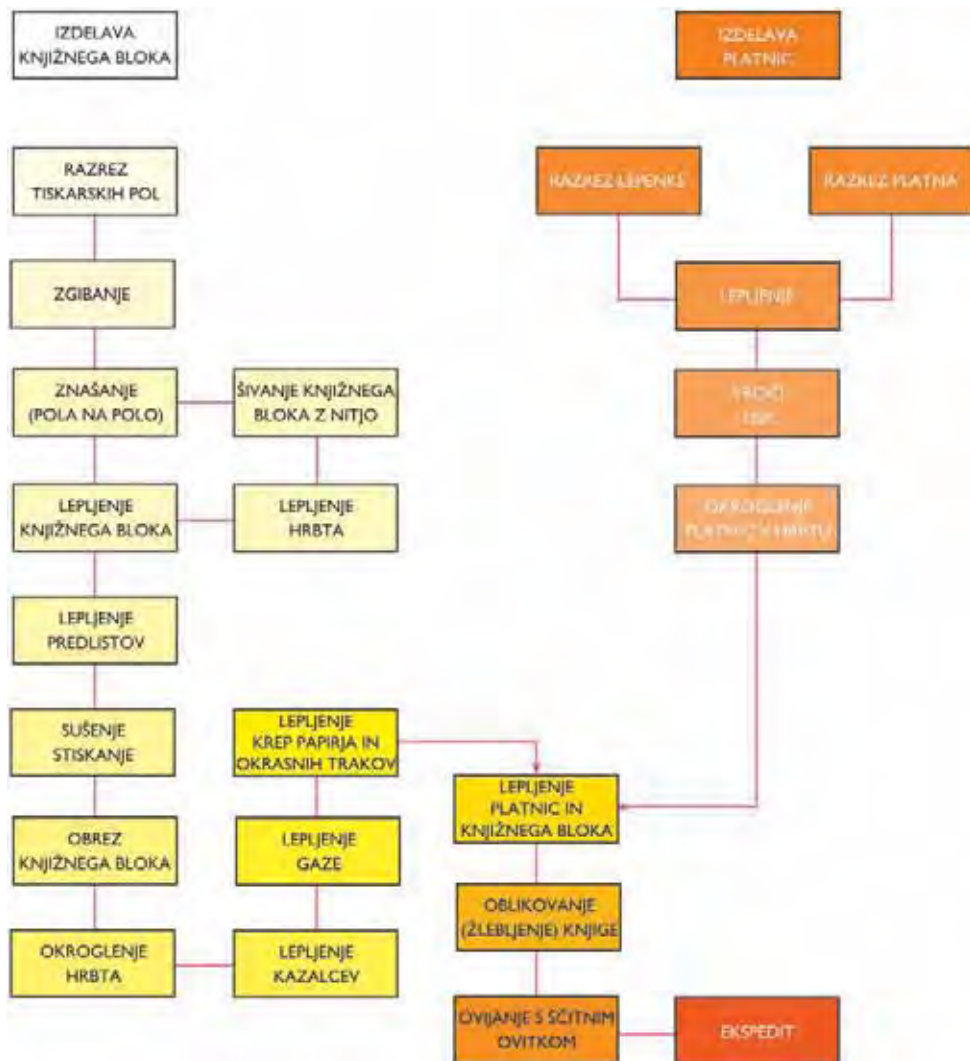 IZDELAVA
KNJIŽNEGA BLOKA
IZDELAVA
PLATNIC
RAZREZ
TISKARSKIH POL
RAZREZ LEPENKE
RAZREZ PLATNA
ZGIBANJE
LEPLJENJE
ZNAŠANJE
(POLA NA POLO)
ŠIVANJE KNJIŽNEGA
BLOKA Z NITJO
VROČI
TISK
LEPLJENJE
KNJIŽNEGA BLOKA
LEPLJENJE
HRBTA
OKROGLENJE
PLATNIC V HRBTU
LEPLJENJE
PREDLISTOV
SUŠENJE
STISKANJE
LEPLJENJE
KREP PAPIRJA IN
OKRASNIH TRAKOV
LEPLJENJE
PLATNIC IN
KNJIŽNEGA BLOKA
OBREZ
KNJIŽNEGA BLOKA
LEPLJENJE
GAZE
OBLIKOVANJE
(ŽLEBLJENJE) KNJIGE
OKROGLENJE
HRBTA
LEPLJENJE
KAZALCEV
OVIJANJE S ŠČITNIM
OVITKOM
EKSPEDIT